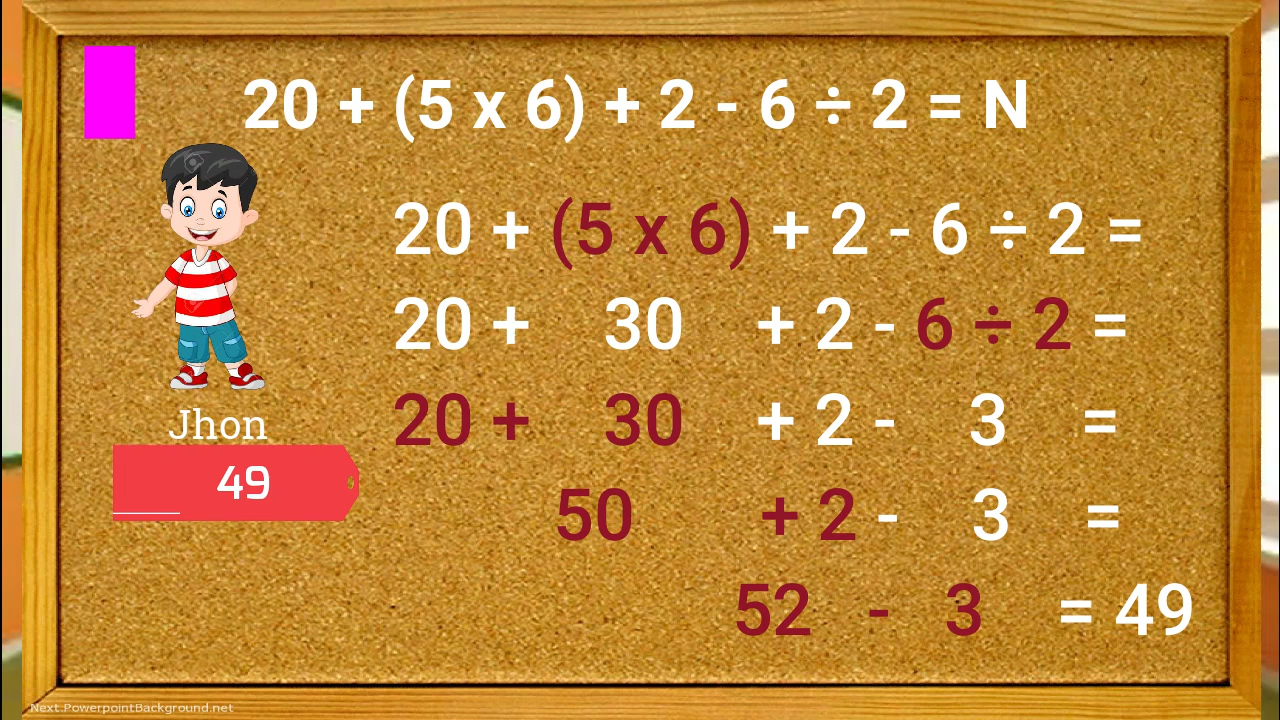 20 + (5 x 6) + 2 - 6 ÷ 2 = N
20 + (5 x 6) + 2 - 6 ÷ 2 =
20 + 30 + 2 - 6 ÷ 2 =
20 + 30 + 2 - 3 =
Jhon
49
50 + 2 - 3 =
52 - 3 = 49
Next.PowerpointBackground.net